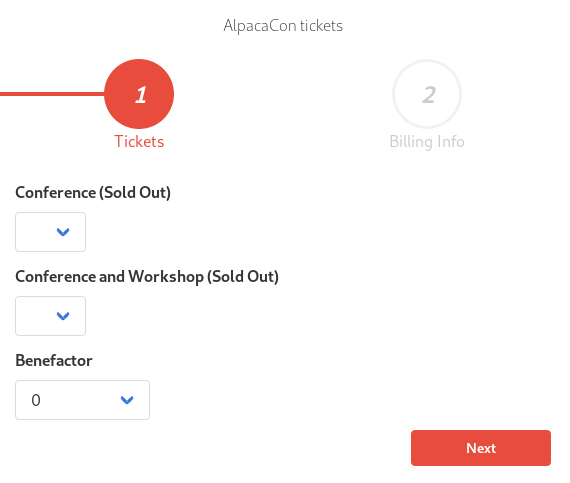 AlpacaCon tickets
1
2
Tickets
Billing Info
Conference (Sold Out)
Conference and Workshop (Sold Out)
Benefactor
0
Next